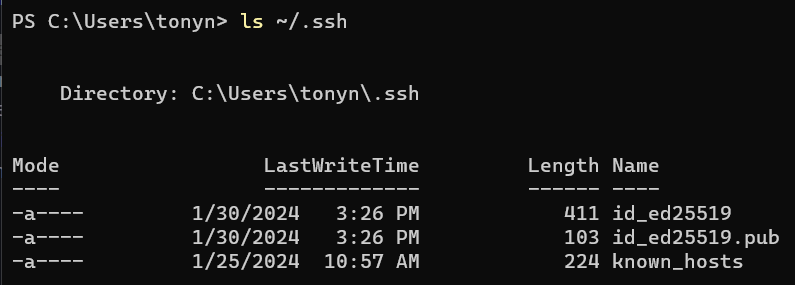 PS C:\Users\tonyn> ls ~/.ssh
Directory: C:\Users\tonyn\.ssh
Mode                 LastWriteTime         Length Name
----                 -------------         ------ ----
-a----         1/30/2024   3:26 PM            411 id_ed25519
-a----         1/30/2024   3:26 PM            103 id_ed25519.pub
-a----         1/25/2024  10:57 AM            224 known_hosts